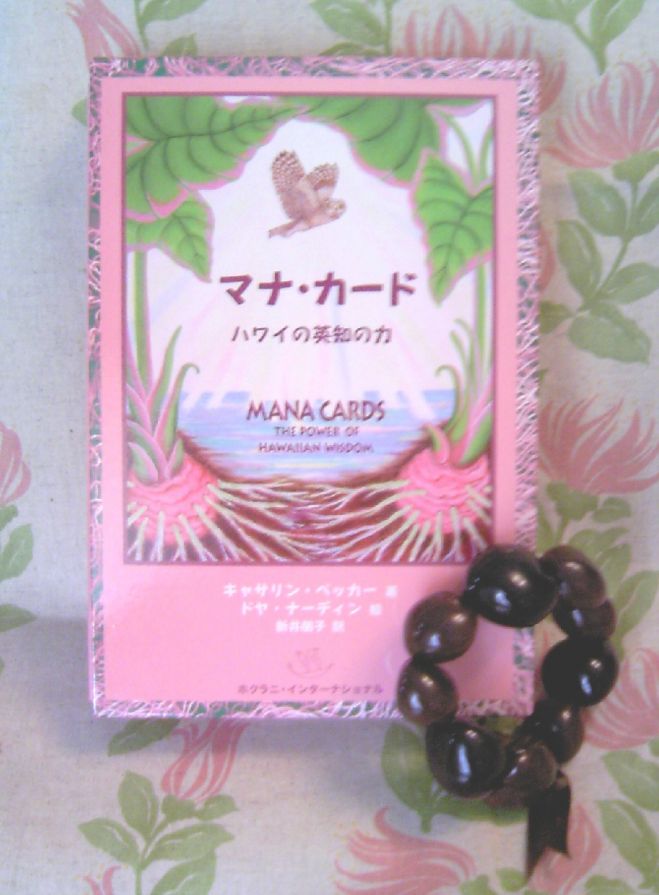 マナ・カード
ハワイの英知の力
MANA CARDS
THE POWER OF
HAWAIIAN WISDOM
キャサリン・ベッカー 著
ドヤ・ナーディン 絵
新井朋子 訳
ホクラニ・インターナショナル